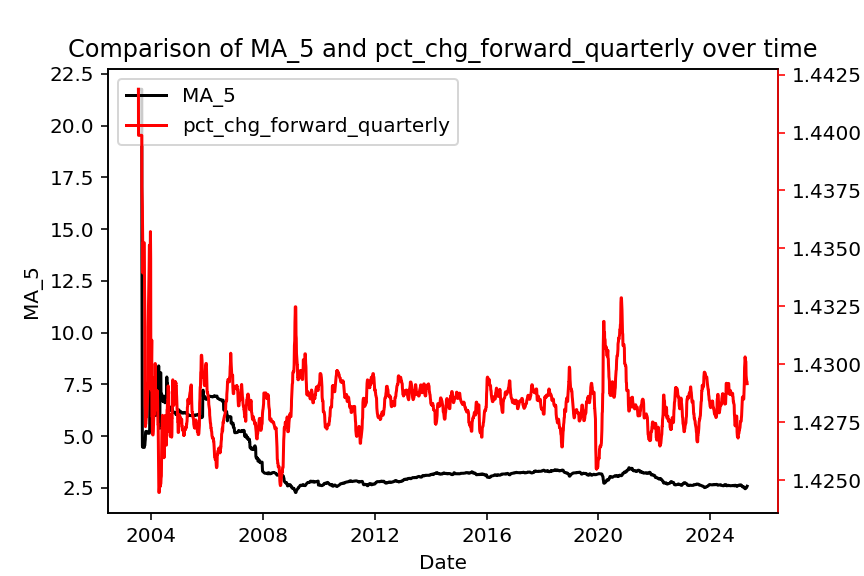 Comparison of MA_5 and pct_chg_forward_quarterly over time
MA_5
pct_chg_forward_quarterly
22.5
20.0
17.5
15.0
12.5
10.0
7.5
5.0
2.5
MA_5
1.4425
1.4400
1.4375
1.4350
1.4325
1.4300
1.4275
1.4250
2004 2008 2012 2016 2020 2024
Date